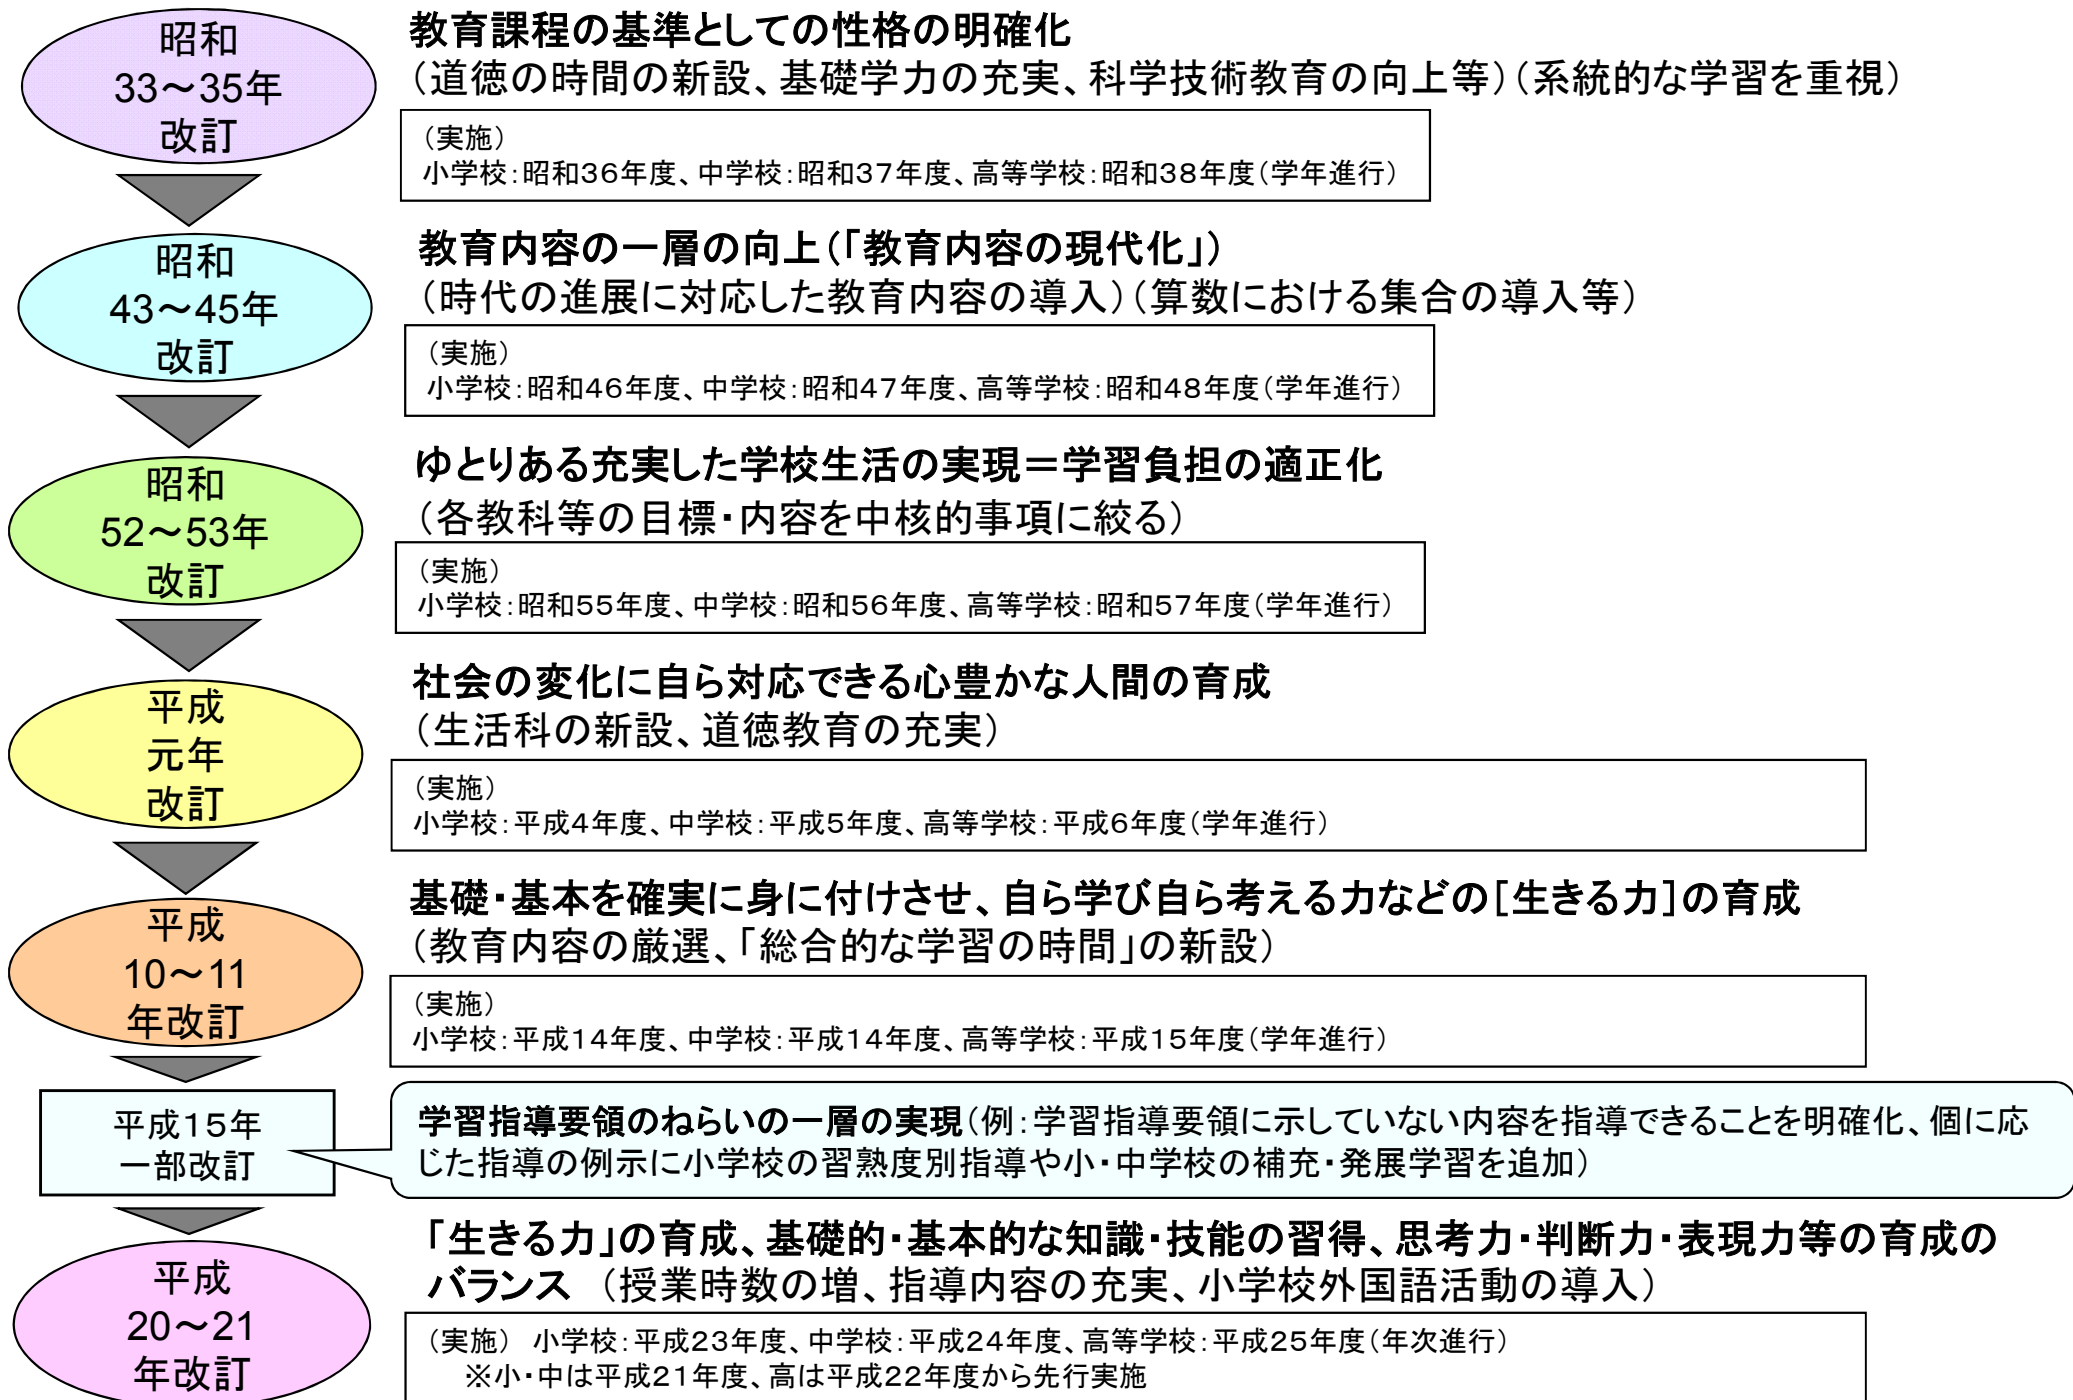 昭和
33～35年
改訂
教育課程の基準としての性格の明確化
（道徳の時間の新設、基礎学力の充実、科学技術教育の向上等）（系統的な学習を重視）
（実施）
小学校：昭和36年度、中学校：昭和37年度、高等学校：昭和38年度（学年進行）
昭和
43～45年
改訂
教育内容の一層の向上（「教育内容の現代化」）
（時代の進展に対応した教育内容の導入）（算数における集合の導入等）
（実施）
小学校：昭和46年度、中学校：昭和47年度、高等学校：昭和48年度（学年進行）
昭和
52～53年
改訂
ゆとりある充実した学校生活の実現＝学習負担の適正化
（各教科等の目標・内容を中核的事項に絞る）
（実施）
小学校：昭和55年度、中学校：昭和56年度、高等学校：昭和57年度（学年進行）
平成
元年
改訂
社会の変化に自ら対応できる心豊かな人間の育成
（生活科の新設、道徳教育の充実）
（実施）
小学校：平成4年度、中学校：平成5年度、高等学校：平成6年度（学年進行）
平成
10～11
年改訂
基礎・基本を確実に身に付けさせ、自ら学び自ら考える力などの［生きる力］の育成
（教育内容の厳選、「総合的な学習の時間」の新設）
（実施）
小学校：平成14年度、中学校：平成14年度、高等学校：平成15年度（学年進行）
平成15年
一部改訂
学習指導要領のねらいの一層の実現（例：学習指導要領に示していない内容を指導できることを明確化、個に応
じた指導の例示に小学校の習熟度別指導や小・中学校の補充・発展学習を追加）
平成
20～21
年改訂
「生きる力」の育成、基礎的・基本的な知識・技能の習得、思考力・判断力・表現力等の育成の
バランス （授業時数の増、指導内容の充実、小学校外国語活動の導入）
（実施） 小学校：平成23年度、中学校：平成24年度、高等学校：平成25年度（年次進行）
※小・中は平成21年度、高は平成22年度から先行実施